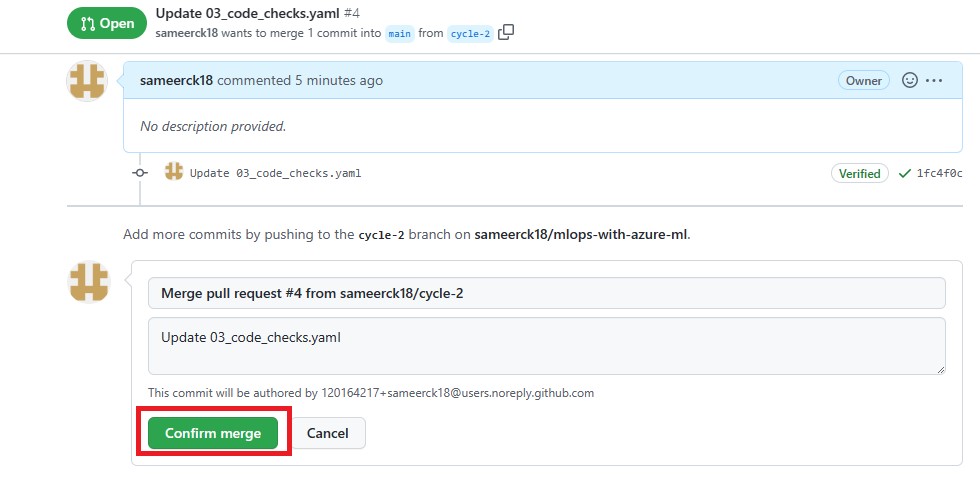 Open
Update 03_code_checks.yaml #4
sameerck18 wants to merge 1 commit into main from cycle-2
sameerck18 commented 5 minutes ago
Owner
No description provided.
Update 03_code_checks.yaml
Verified
1fc4f0c
Add more commits by pushing to the cycle-2 branch on sameerck18/mlops-with-azure-ml.
Merge pull request #4 from sameerck18/cycle-2
Update 03_code_checks.yaml
This commit will be authored by 120164217+sameerck18@users.noreply.github.com
Confirm merge
Cancel